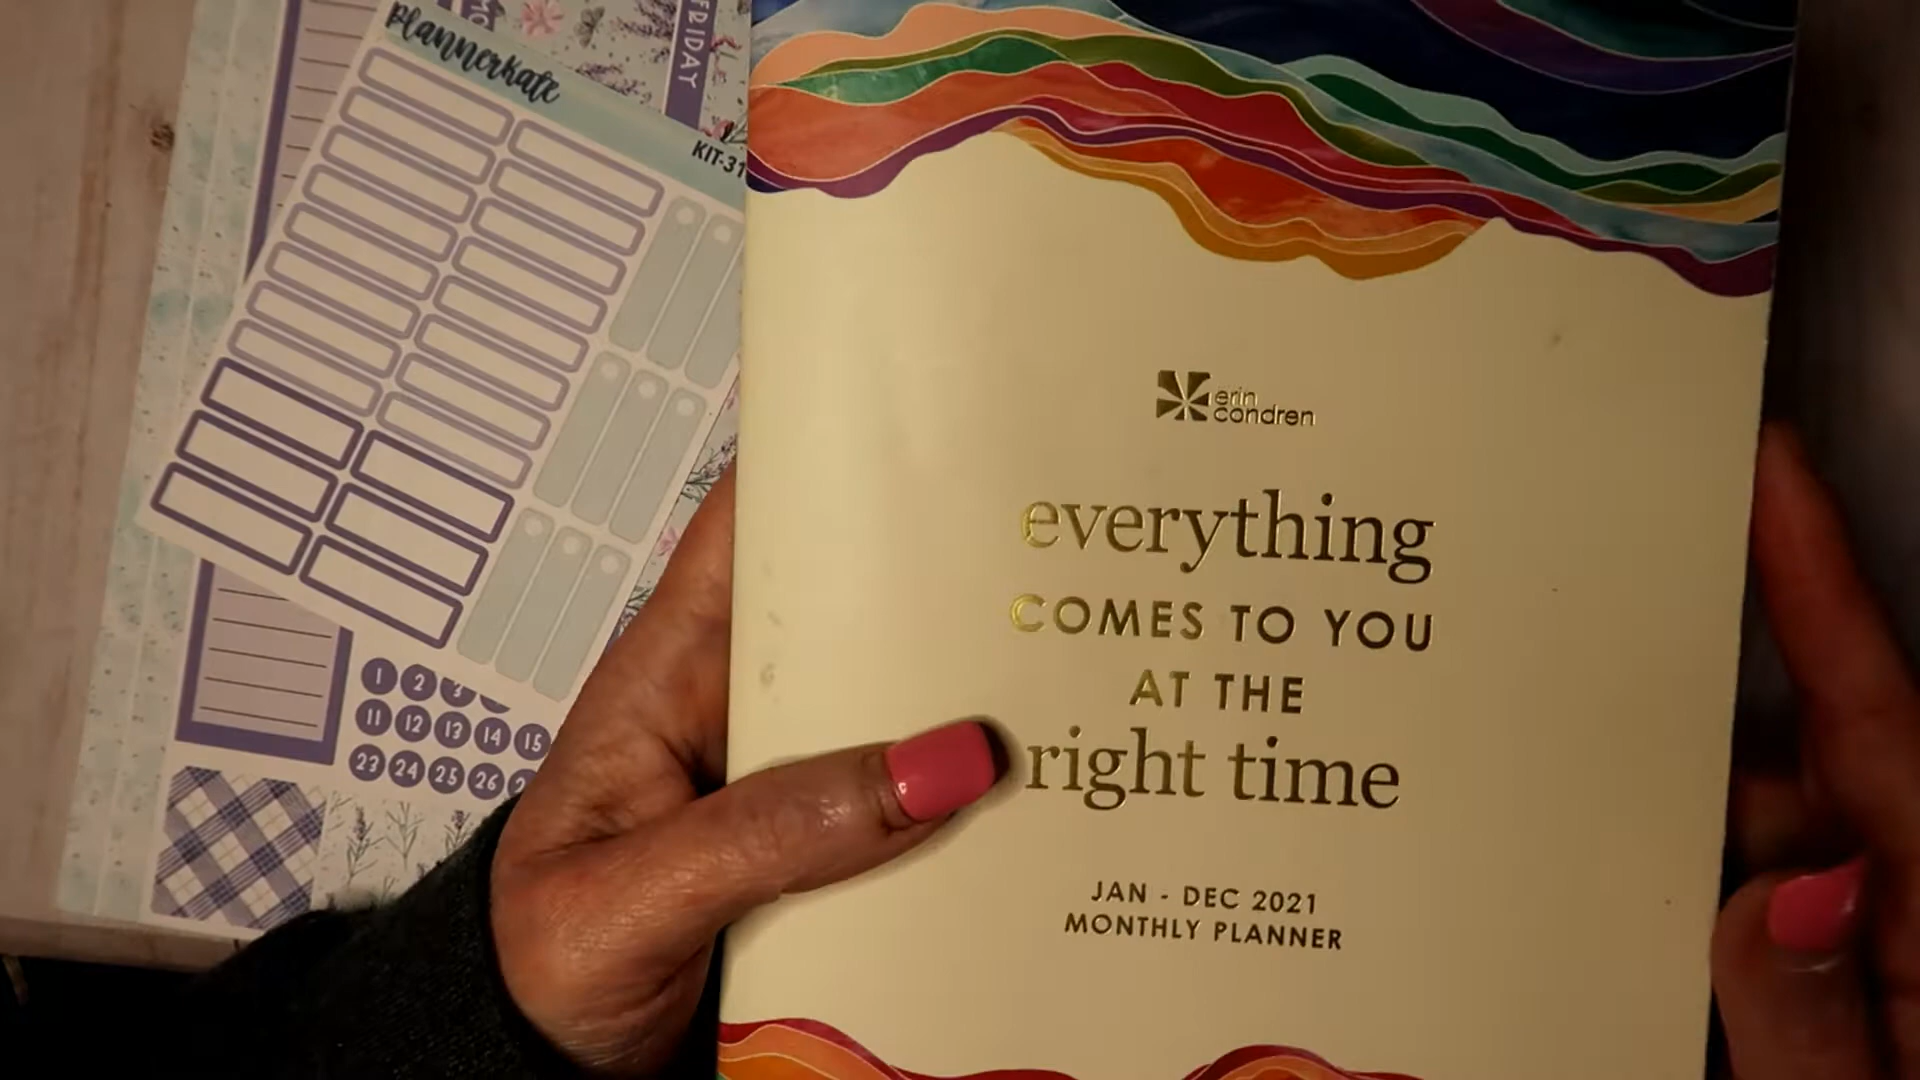 FRIDAY
plannerkate
KIT-31
1 2 3
11 12 13 14 15
23 24 25 26
erin
condren
everything
COMES TO YOU
AT THE
right time
JAN - DEC 2021
MONTHLY PLANNER